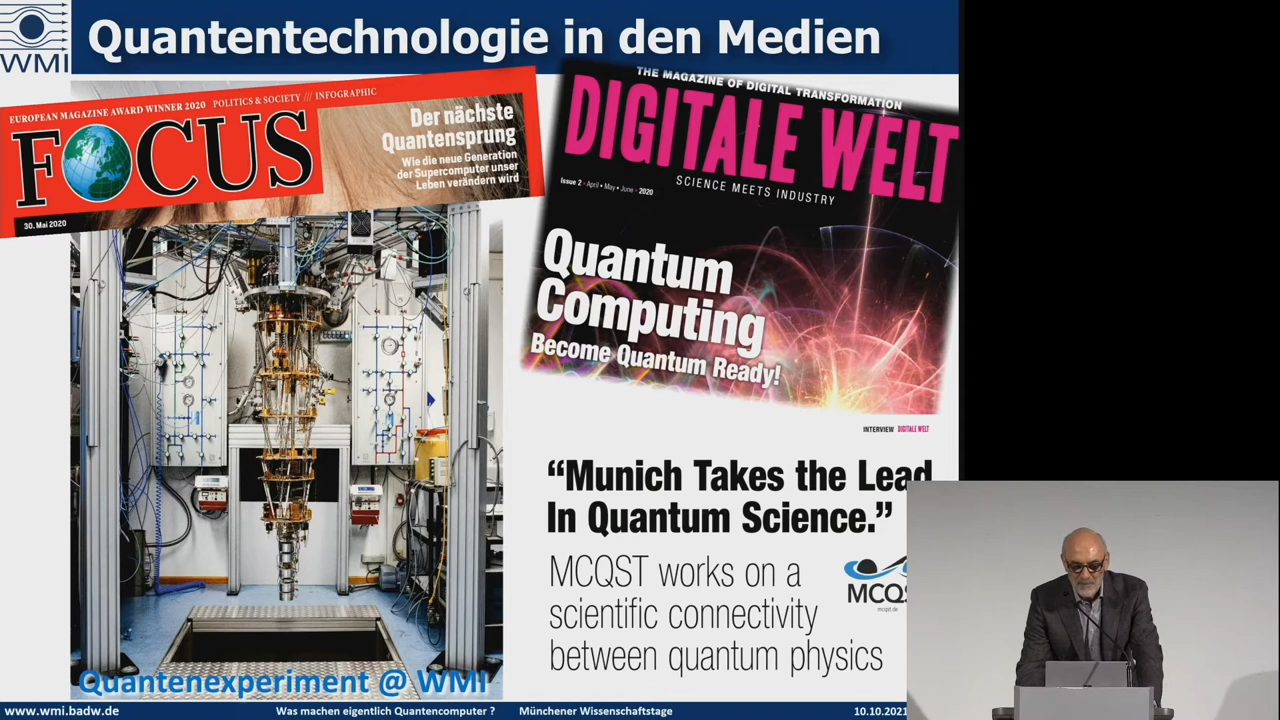 WMI
Quantentechnologie in den Medien
EUROPEAN MAGAZINE AWARD WINNER 2020 POLITICS & SOCIETY /// INFOGRAPHIC
FOCUS
Der nächste
Quantensprung
Wie die neue Generation
der Supercomputer unser
Leben verändern wird
30. Mai 2020
THE MAGAZINE OF DIGITAL TRANSFORMATION
DIGITALE WELT
Issue 2 • April • May • June • 2020
SCIENCE MEETS INDUSTRY
Quantum
Computing
Become Quantum Ready!
INTERVIEW DIGITALE WELT
“Munich Takes the Lead
In Quantum Science.”
MCQST works on a
scientific connectivity
between quantum physics
MCQS
mcqst.de
Quantenexperiment @ WMI
www.wmi.badw.de
Was machen eigentlich Quantencomputer ?
Münchener Wissenschaftstage
10.10.2021